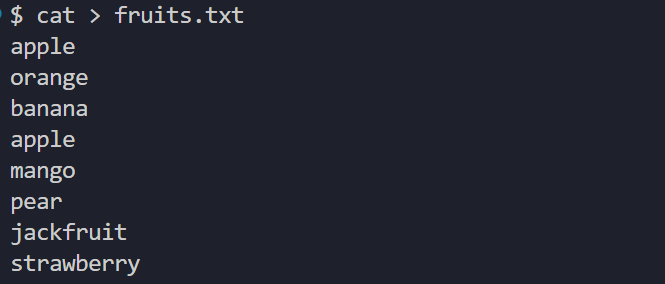 $ cat > fruits.txt
apple
orange
banana
apple
mango
pear
jackfruit
strawberry